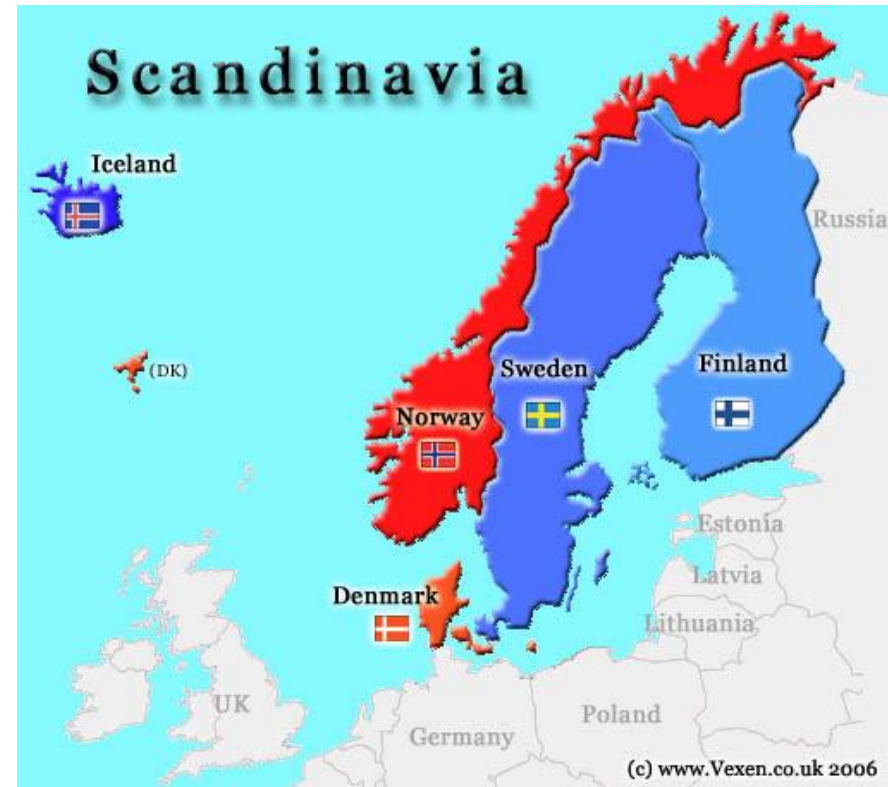 Scandinavia
Iceland
Russia
(DK)
Sweden
Finland
Norway
Estonia
Denmark
Latvia
Lithuania
UK
Poland
Germany
(c) www.Vexen.co.uk 2006